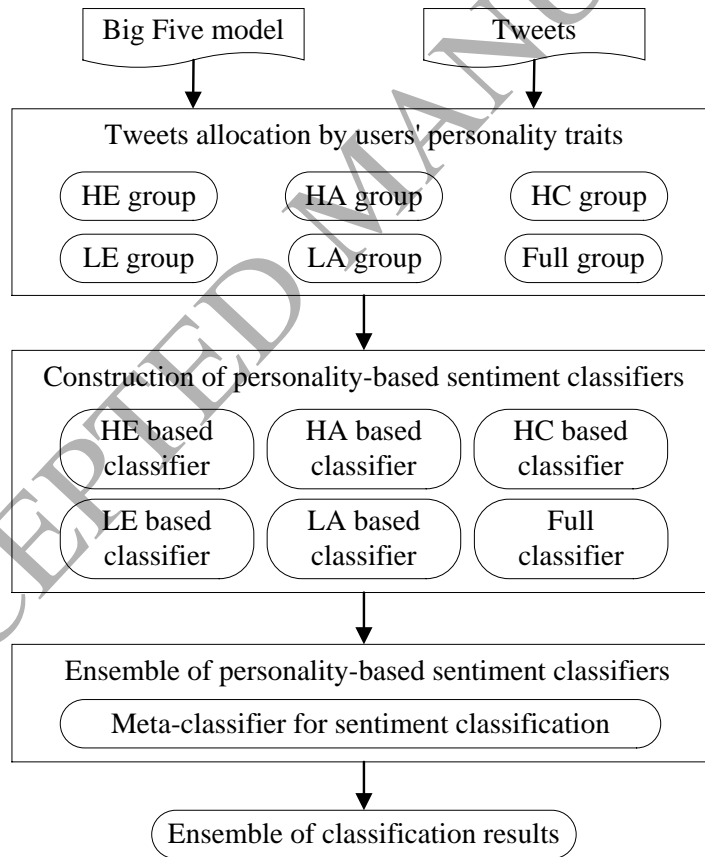 Big Five model
Tweets
Tweets allocation by users' personality traits
HE group
HA group
HC group
LE group
LA group
Full group
Construction of personality-based sentiment classifiers
HE based
classifier
HA based
classifier
HC based
classifier
LE based
classifier
LA based
classifier
Full
classifier
Ensemble of personality-based sentiment classifiers
Meta-classifier for sentiment classification
Ensemble of classification results
CEPTED MANU